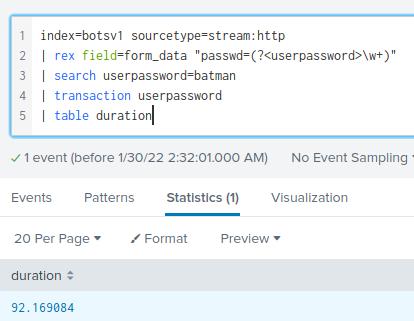 1 index=botsv1 sourcetype=stream:http
2 | rex field=form_data "passwd=(?<userpassword>\w+)"
3 | search userpassword=batman
4 | transaction userpassword
5 | table duration
✓ 1 event (before 1/30/22 2:32:01.000 AM) No Event Sampling
Events Patterns Statistics (1) Visualization
20 Per Page Format Preview
duration
92.169084